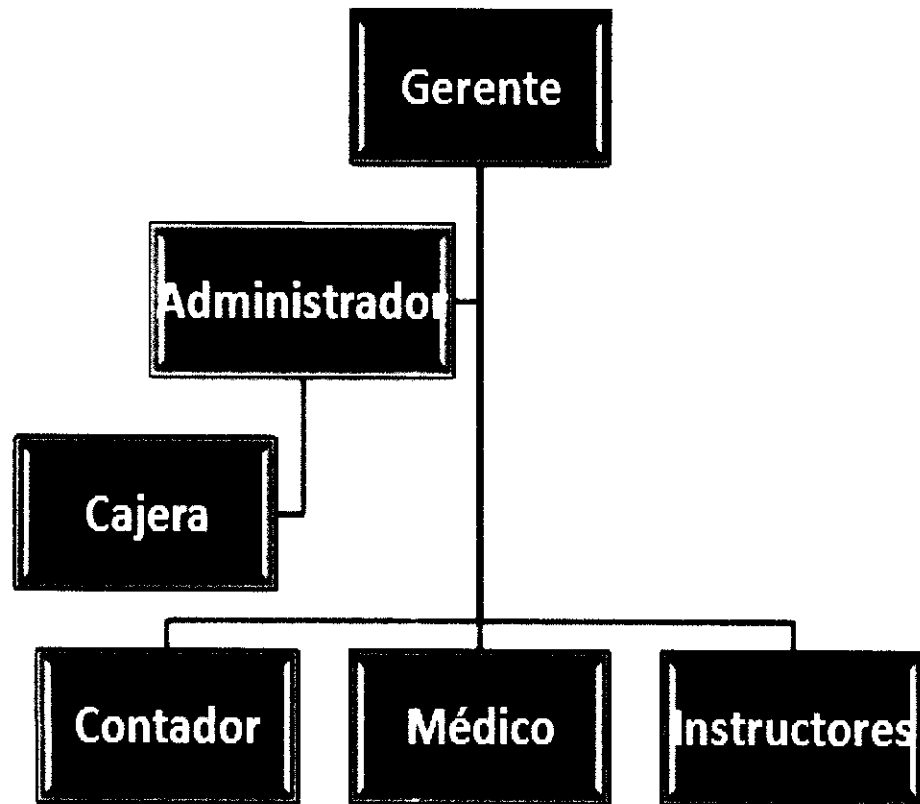 Gerente
Administrador
Cajera
Contador
Médico
Instructores